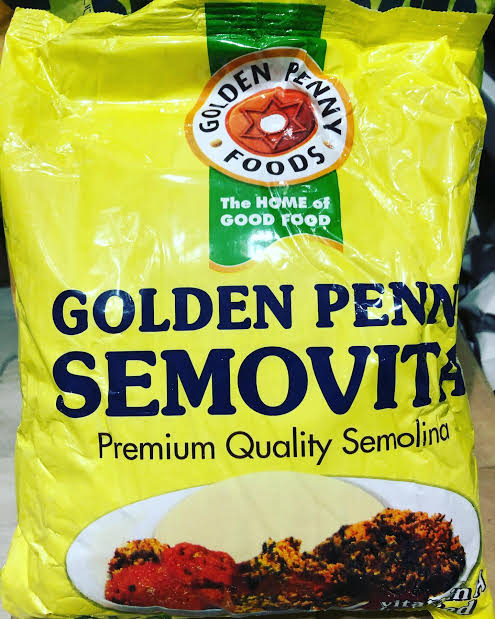 GOLDEN PENNY
FOODS
The HOME of
GOOD FOOD
GOLDEN PENN
SEMOVITA
Premium Quality Semolina